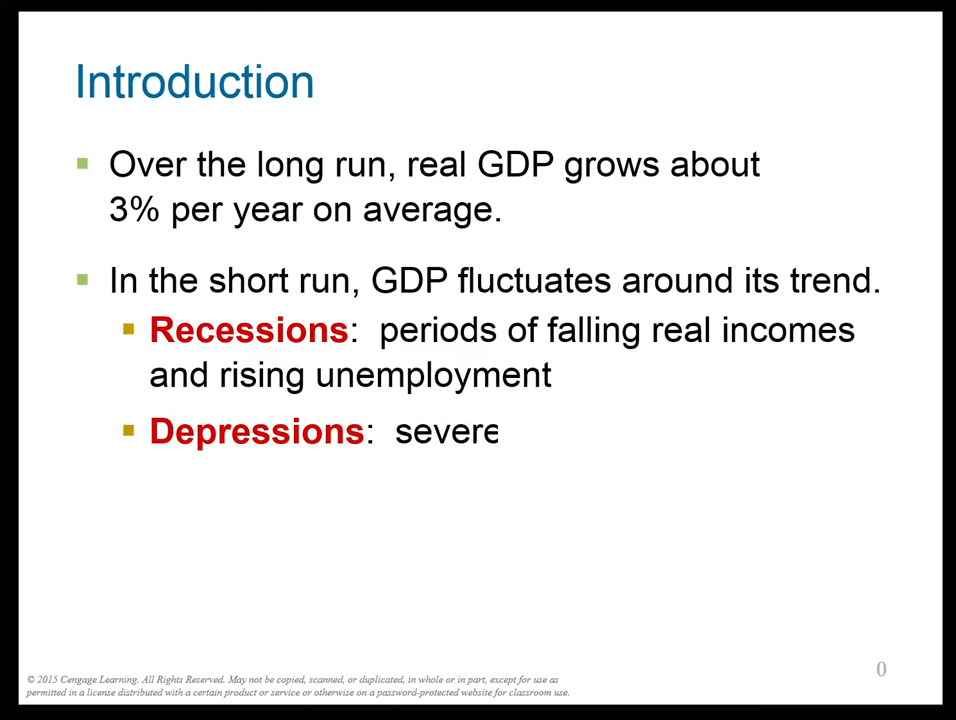 Introduction
Over the long run, real GDP grows about
3% per year on average.
In the short run, GDP fluctuates around its trend.
Recessions: periods of falling real incomes
and rising unemployment
Depressions: severe
0
© 2015 Cengage Learning. All Rights Reserved. May not be copied, scanned, or duplicated, in whole or in part, except for use as
permitted in a license distributed with a certain product or service or otherwise on a password-protected website for classroom use.